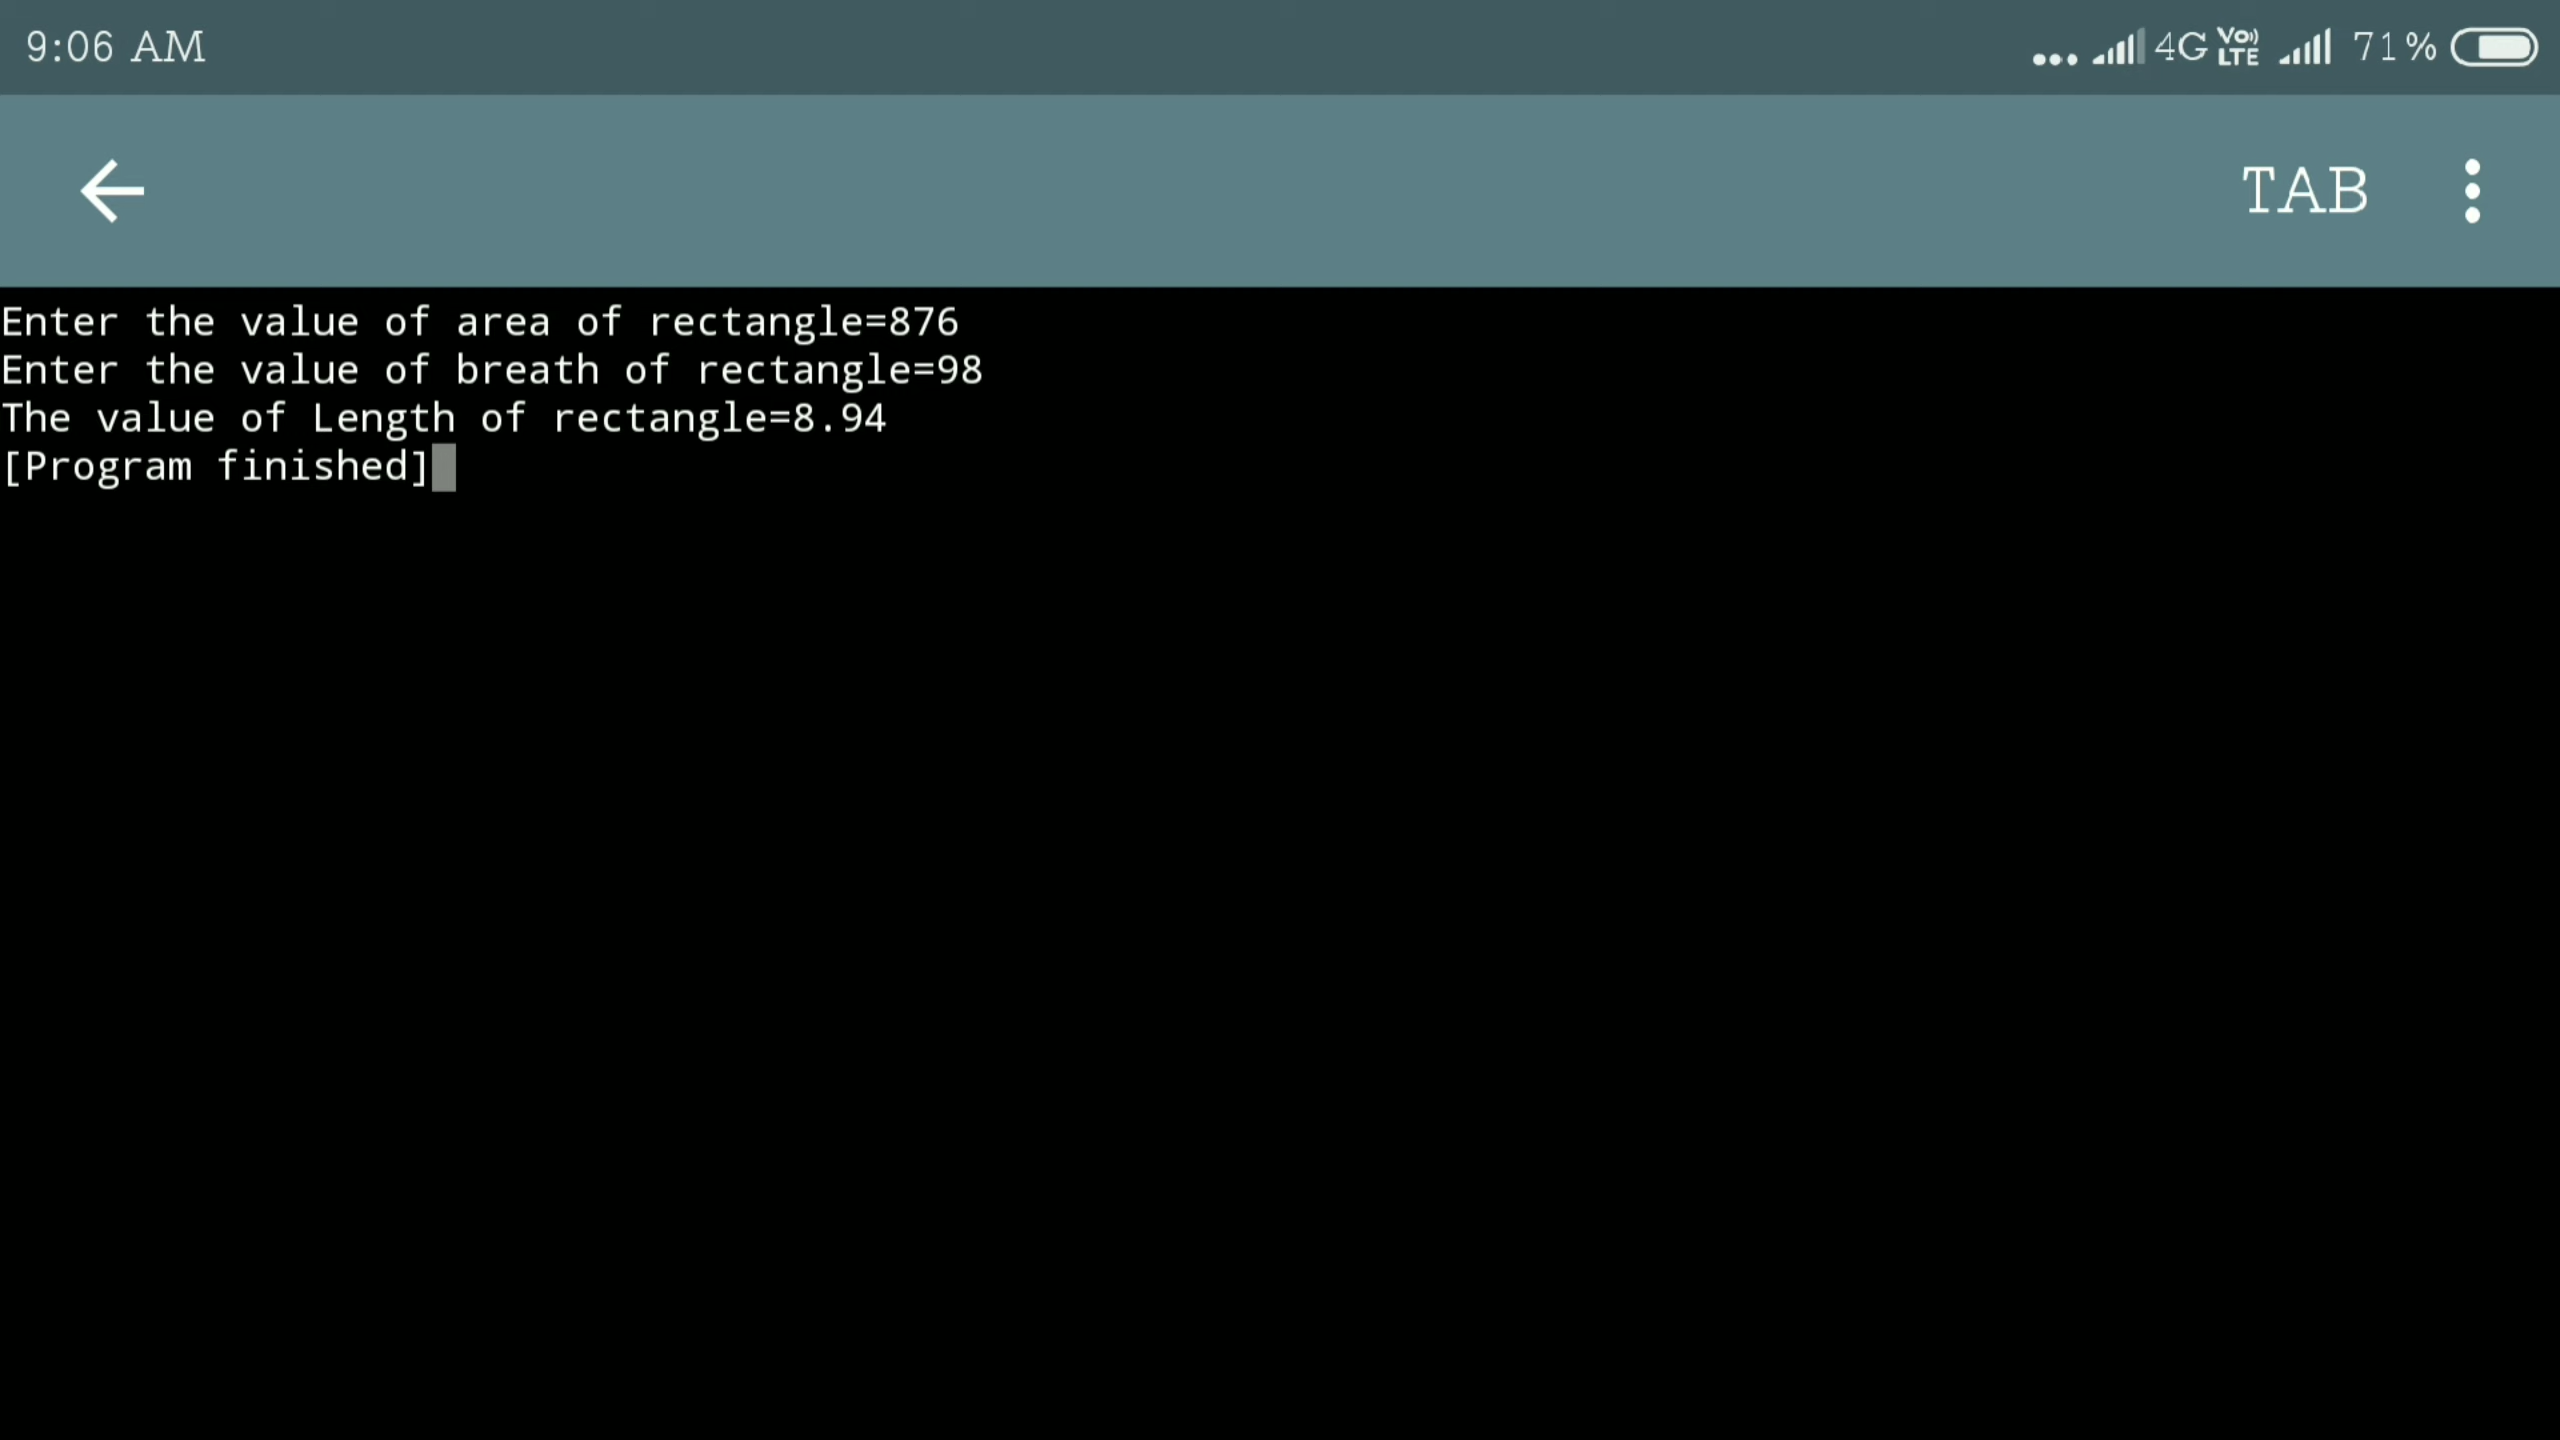 9:06 AM
4G VoLTE 71%
TAB
Enter the value of area of rectangle=876
Enter the value of breath of rectangle=98
The value of Length of rectangle=8.94
[Program finished]